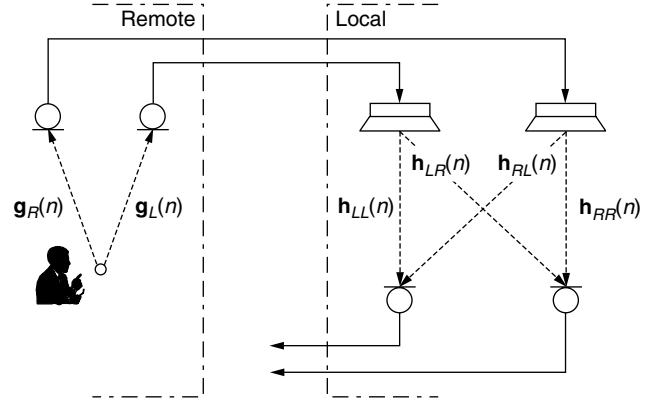 Remote
Local
g_R(n)
g_L(n)
h_LL(n)
h_LR(n)
h_RL(n)
h_RR(n)